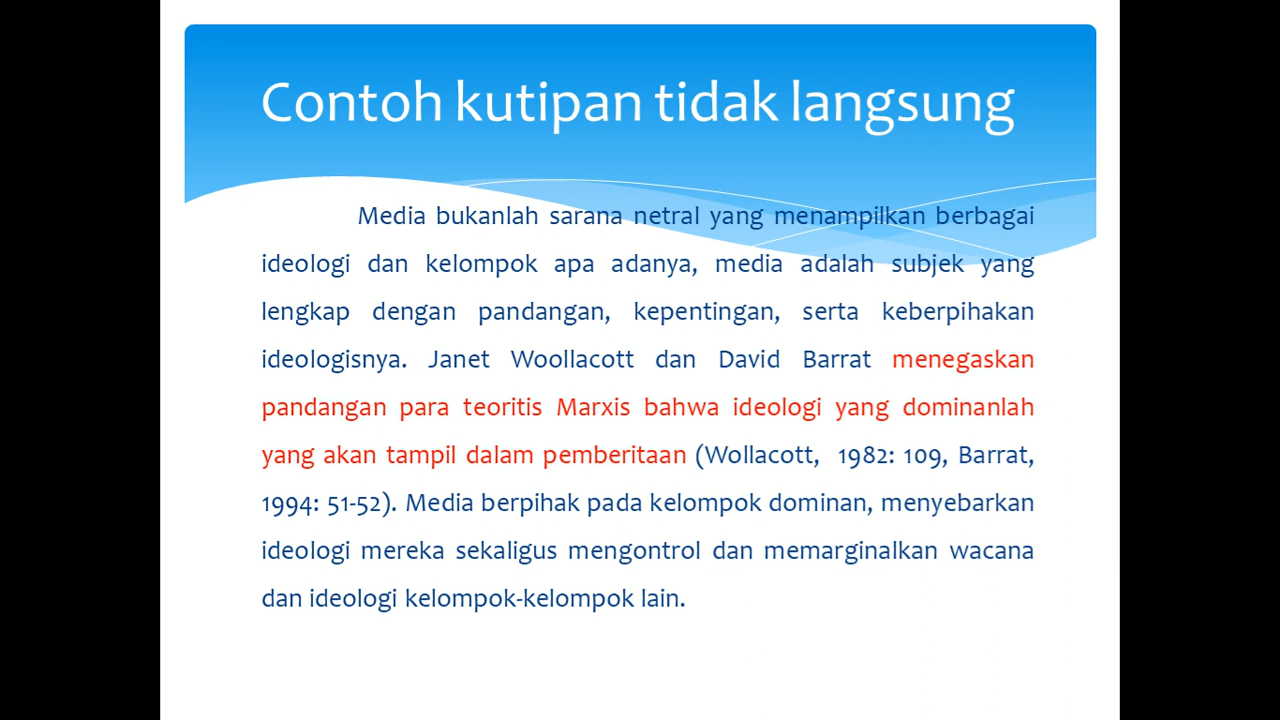 Contoh kutipan tidak langsung
Media bukanlah sarana netral yang menampilkan berbagai
ideologi dan kelompok apa adanya, media adalah subjek yang
lengkap dengan pandangan, kepentingan, serta keberpihakan
ideologisnya. Janet Woollacott dan David Barrat menegaskan
pandangan para teoritis Marxis bahwa ideologi yang dominanlah
yang akan tampil dalam pemberitaan (Wollacott, 1982: 109, Barrat,
1994: 51-52). Media berpihak pada kelompok dominan, menyebarkan
ideologi mereka sekaligus mengontrol dan memarginalkan wacana
dan ideologi kelompok-kelompok lain.